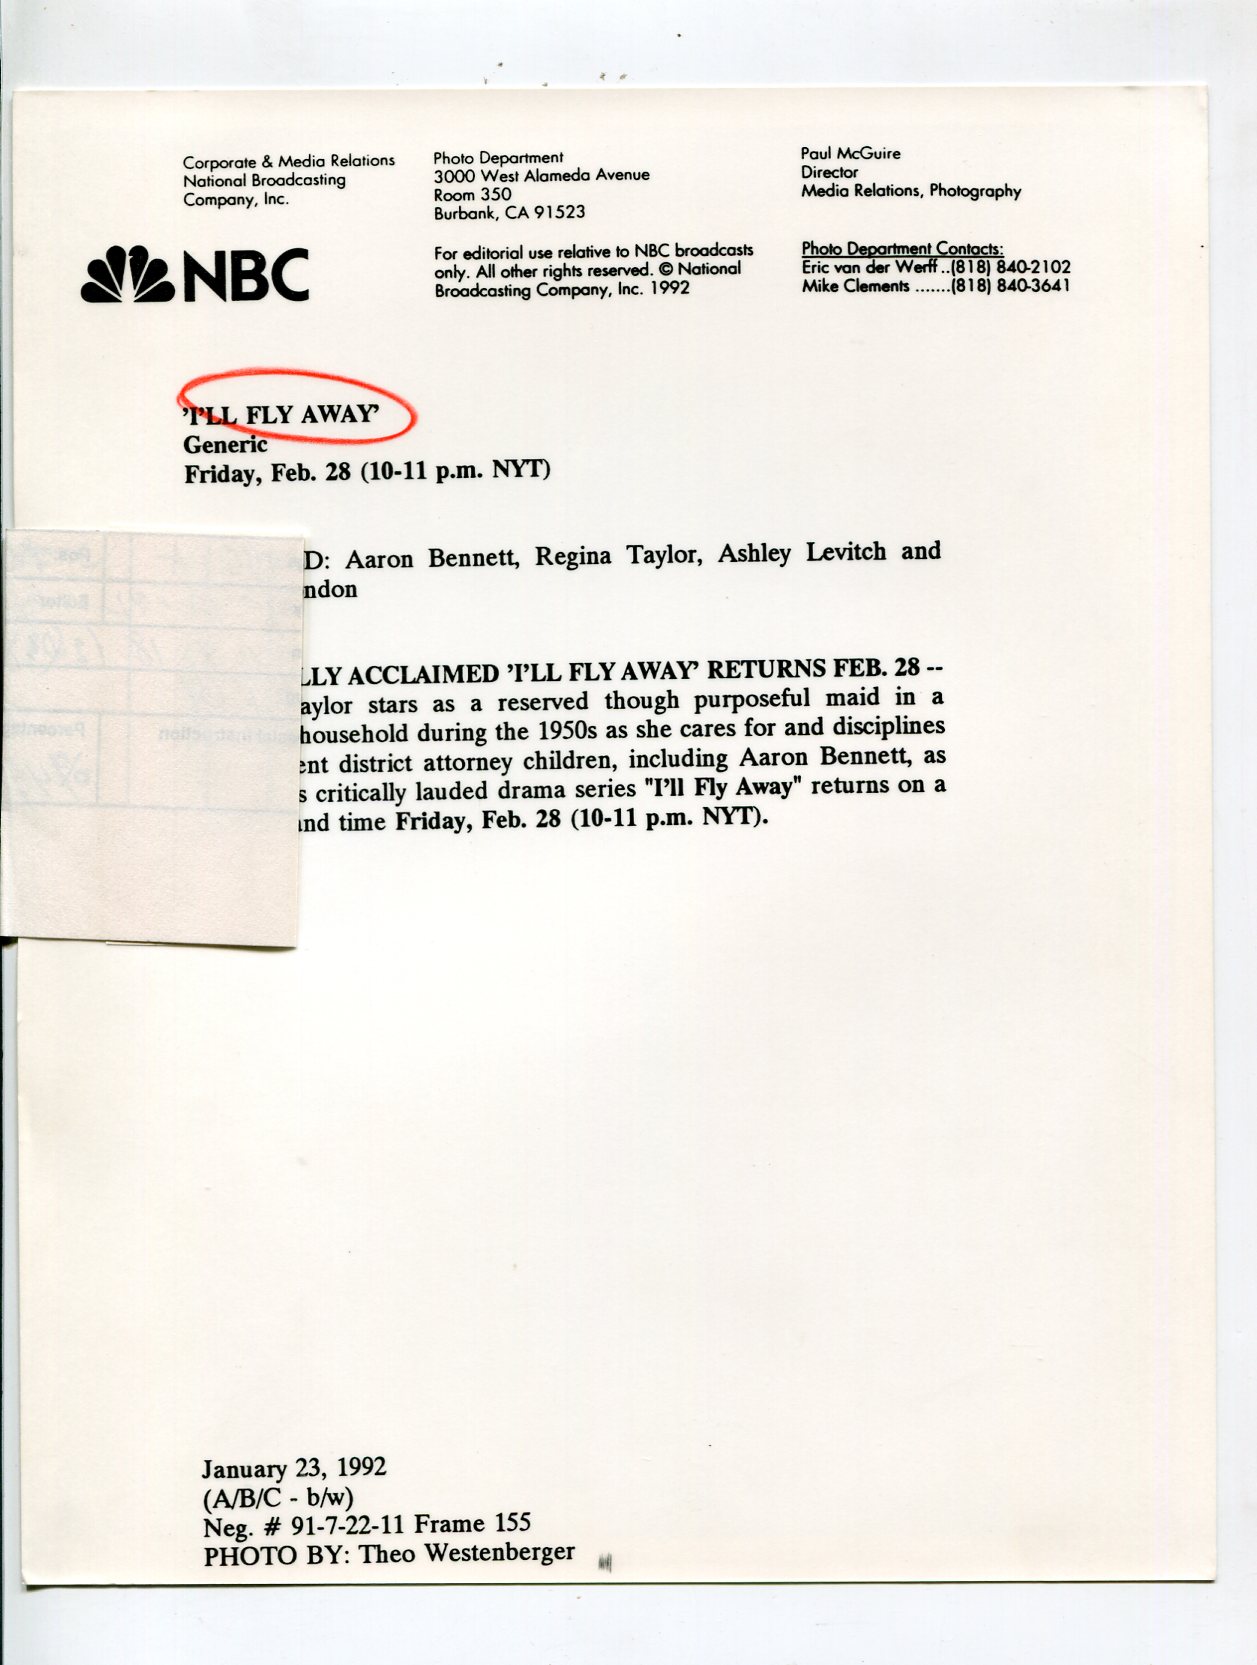 Corporate & Media Relations
National Broadcasting
Company, Inc.
Photo Department
3000 West Alameda Avenue
Room 350
Burbank, CA 91523
Paul McGuire
Director
Media Relations, Photography
NBC
For editorial use relative to NBC broadcasts
only. All other rights reserved. © National
Broadcasting Company, Inc. 1992
Photo Department Contacts:
Eric van der Werff ..(818) 840-2102
Mike Clements .......(818) 840-3641
'I'LL FLY AWAY'
Generic
Friday, Feb. 28 (10-11 p.m. NYT)
D: Aaron Bennett, Regina Taylor, Ashley Levitch and
ndon
LLY ACCLAIMED 'I'LL FLY AWAY' RETURNS FEB. 28 --
aylor stars as a reserved though purposeful maid in a
household during the 1950s as she cares for and disciplines
ent district attorney children, including Aaron Bennett, as
s critically lauded drama series "I'll Fly Away" returns on a
and time Friday, Feb. 28 (10-11 p.m. NYT).
January 23, 1992
(A/B/C - b/w)
Neg. # 91-7-22-11 Frame 155
PHOTO BY: Theo Westenberger